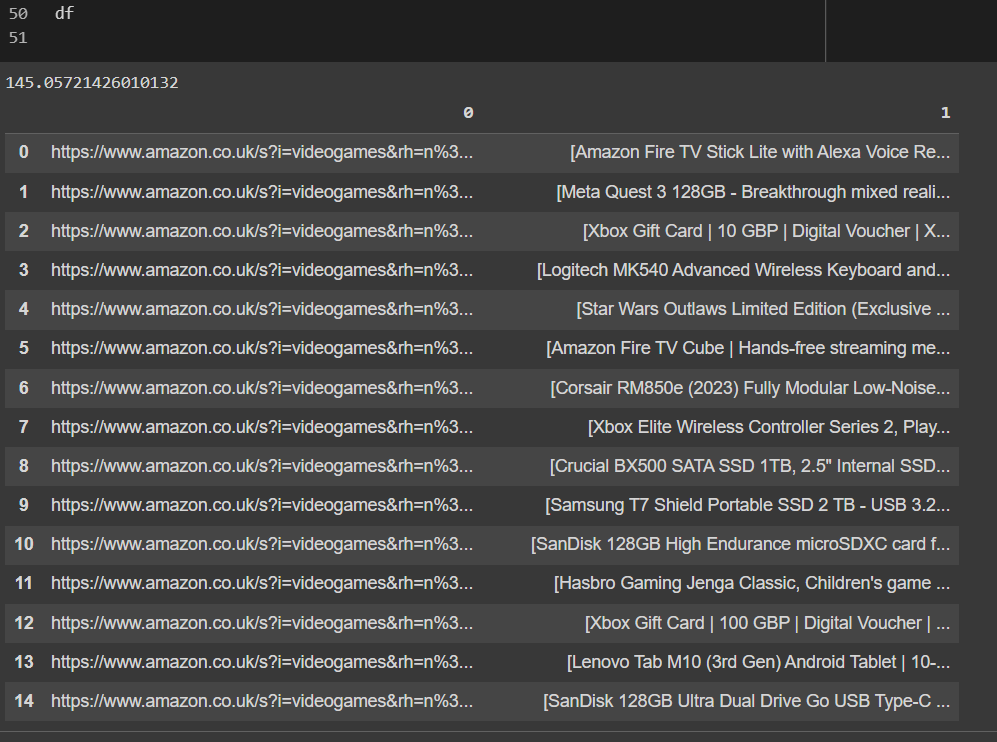 50 df
51
145.05721426010132
0 1
0 https://www.amazon.co.uk/s?i=videogames&rh=n%3... [Amazon Fire TV Stick Lite with Alexa Voice Re...
1 https://www.amazon.co.uk/s?i=videogames&rh=n%3... [Meta Quest 3 128GB - Breakthrough mixed reali...
2 https://www.amazon.co.uk/s?i=videogames&rh=n%3... [Xbox Gift Card | 10 GBP | Digital Voucher | X...
3 https://www.amazon.co.uk/s?i=videogames&rh=n%3... [Logitech MK540 Advanced Wireless Keyboard and...
4 https://www.amazon.co.uk/s?i=videogames&rh=n%3... [Star Wars Outlaws Limited Edition (Exclusive ...
5 https://www.amazon.co.uk/s?i=videogames&rh=n%3... [Amazon Fire TV Cube | Hands-free streaming me...
6 https://www.amazon.co.uk/s?i=videogames&rh=n%3... [Corsair RM850e (2023) Fully Modular Low-Noise...
7 https://www.amazon.co.uk/s?i=videogames&rh=n%3... [Xbox Elite Wireless Controller Series 2, Play...
8 https://www.amazon.co.uk/s?i=videogames&rh=n%3... [Crucial BX500 SATA SSD 1TB, 2.5" Internal SSD...
9 https://www.amazon.co.uk/s?i=videogames&rh=n%3... [Samsung T7 Shield Portable SSD 2 TB - USB 3.2...
10 https://www.amazon.co.uk/s?i=videogames&rh=n%3... [SanDisk 128GB High Endurance microSDXC card f...
11 https://www.amazon.co.uk/s?i=videogames&rh=n%3... [Hasbro Gaming Jenga Classic, Children's game ...
12 https://www.amazon.co.uk/s?i=videogames&rh=n%3... [Xbox Gift Card | 100 GBP | Digital Voucher | ...
13 https://www.amazon.co.uk/s?i=videogames&rh=n%3... [Lenovo Tab M10 (3rd Gen) Android Tablet | 10-...
14 https://www.amazon.co.uk/s?i=videogames&rh=n%3... [SanDisk 128GB Ultra Dual Drive Go USB Type-C ...